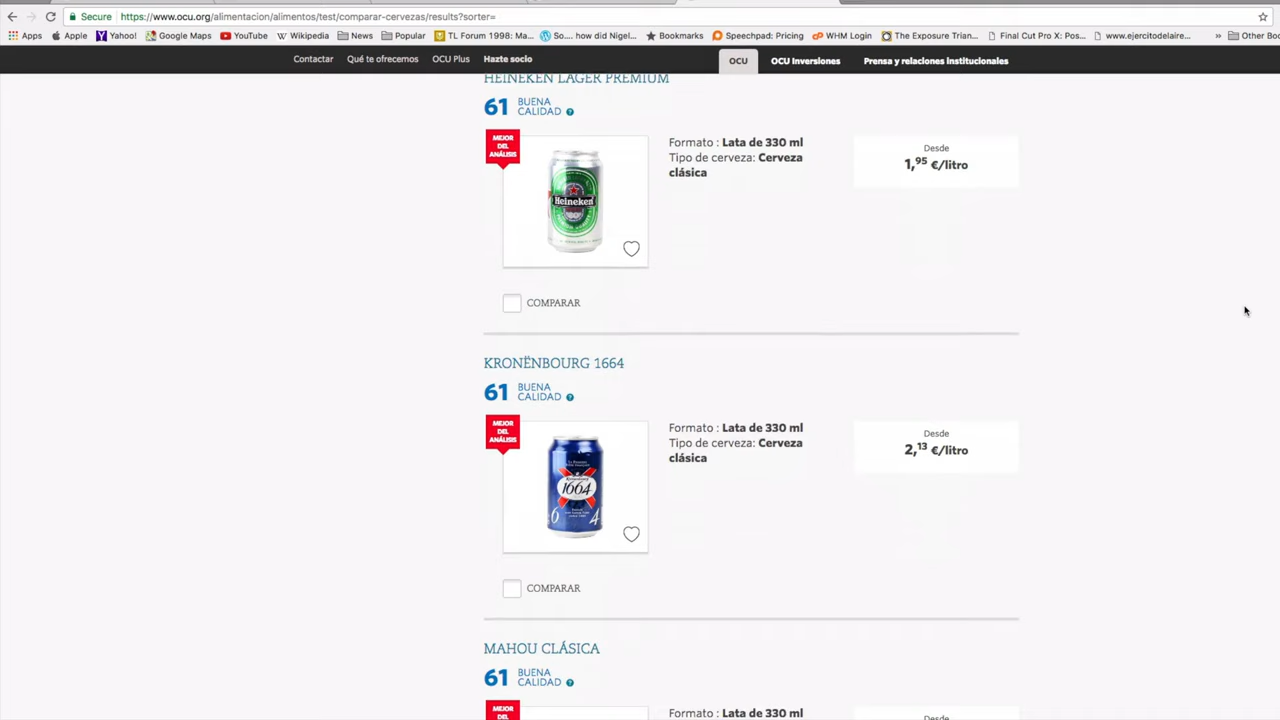 Secure https://www.ocu.org/alimentacion/alimentos/test/comparar-cervezas/results?sorter=
Apps Apple Yahoo! Google Maps YouTube Wikipedia News Popular TL Forum 1998: Ma... So.... how did Nigel... Bookmarks Speechpad: Pricing WHM Login The Exposure Trian... Final Cut Pro X: Pos... www.ejercitodelaire... » Other Boo
Contactar Qué te ofrecemos OCU Plus Hazte socio OCU OCU Inversiones Prensa y relaciones institucionales
HEINEKEN LAGER PREMIUM
61 BUENA
CALIDAD ?
MEJOR
DEL
ANÁLISIS
Heineken
Formato : Lata de 330 ml
Tipo de cerveza: Cerveza
clásica
Desde
1,95 €/litro
COMPARAR
KRONËNBOURG 1664
61 BUENA
CALIDAD ?
MEJOR
DEL
ANÁLISIS
Kronenbourg
1664
6 4
Formato : Lata de 330 ml
Tipo de cerveza: Cerveza
clásica
Desde
2,13 €/litro
COMPARAR
MAHOU CLÁSICA
61 BUENA
CALIDAD ?
MEJOR
DEL
Formato : Lata de 330 ml
Desde